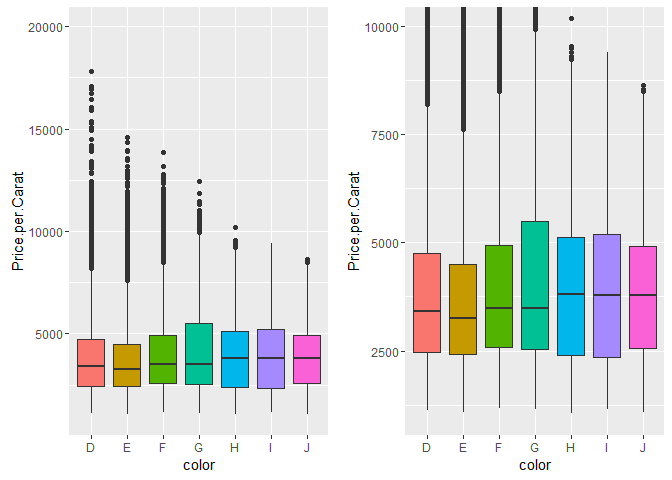 20000
15000
10000
5000
Price.per.Carat
D E F G H I J
color
10000
7500
5000
2500
Price.per.Carat
D E F G H I J
color